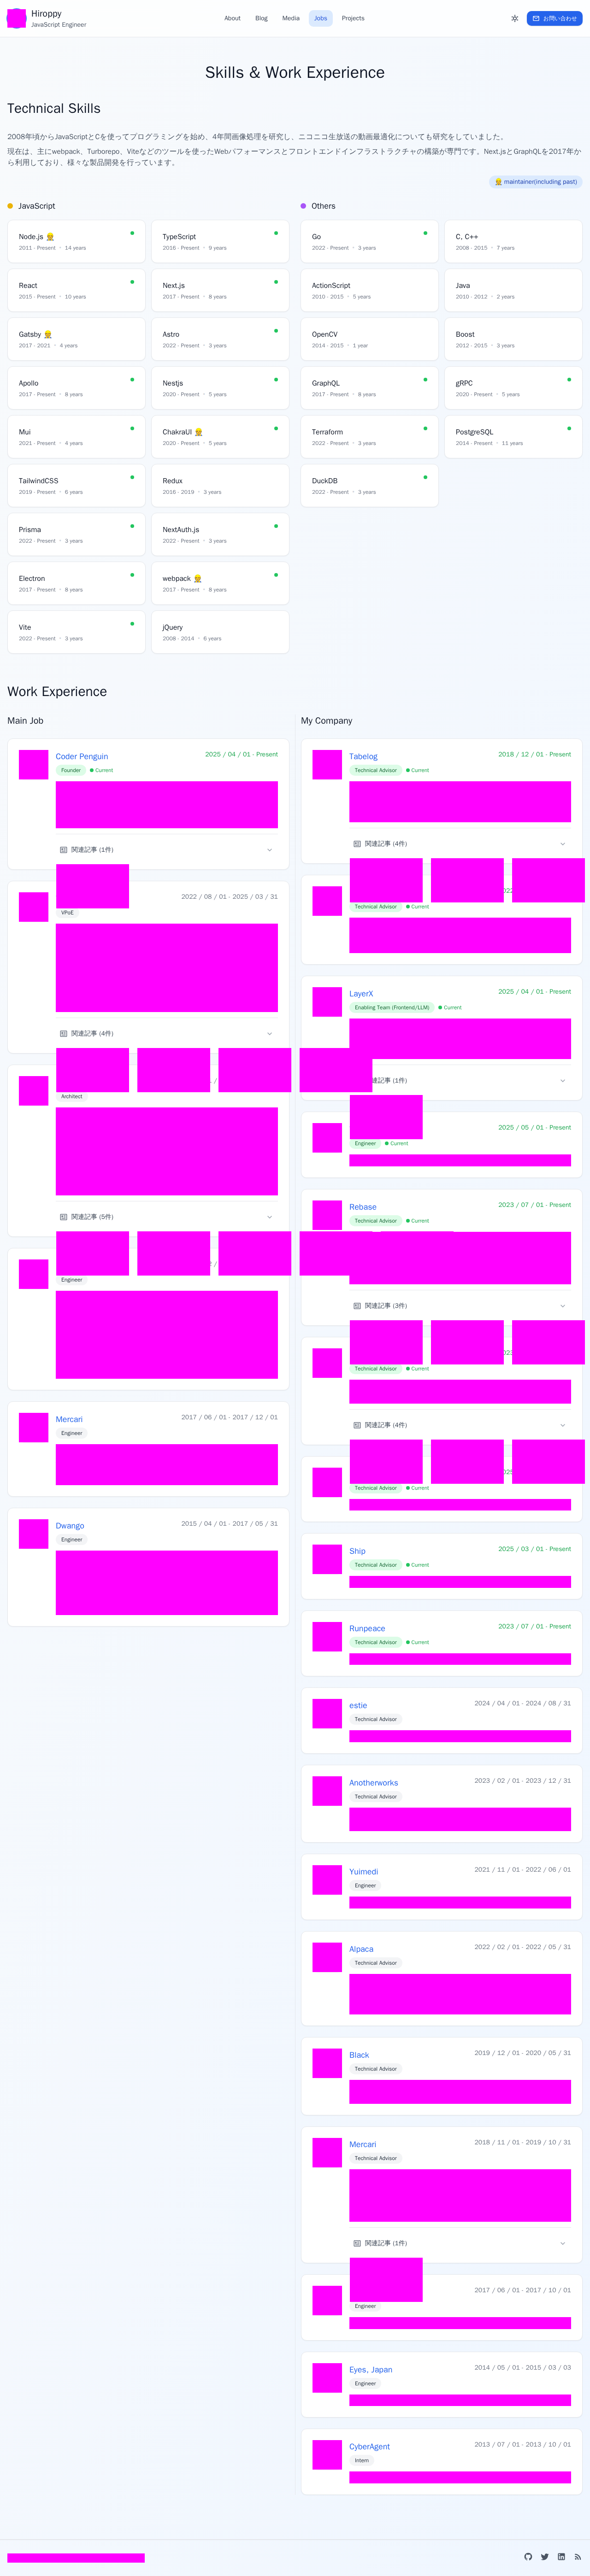 Hiroppy
JavaScript Engineer
About
Blog
Media
Jobs
Projects
お問い合わせ
Skills & Work Experience
Technical Skills
2008年頃からJavaScriptとCを使ってプログラミングを始め、4年間画像処理を研究し、ニコニコ生放送の動画最適化についても研究をしていました。
現在は、主にwebpack、Turborepo、Viteなどのツールを使ったWebパフォーマンスとフロントエンドインフラストラクチャの構築が専門です。Next.jsとGraphQLを2017年か
ら利用しており、様々な製品開発を行っています。
👷 maintainer(including past)
JavaScript
Node.js 👷
2011 - Present • 14 years
TypeScript
2016 - Present • 9 years
React
2015 - Present • 10 years
Next.js
2017 - Present • 8 years
Gatsby 👷
2017 - 2021 • 4 years
Astro
2022 - Present • 3 years
Apollo
2017 - Present • 8 years
Nestjs
2020 - Present • 5 years
Mui
2021 - Present • 4 years
ChakraUI 👷
2020 - Present • 5 years
TailwindCSS
2019 - Present • 6 years
Redux
2016 - 2019 • 3 years
Prisma
2022 - Present • 3 years
NextAuth.js
2022 - Present • 3 years
Electron
2017 - Present • 8 years
webpack 👷
2017 - Present • 8 years
Vite
2022 - Present • 3 years
jQuery
2008 - 2014 • 6 years
Others
Go
2022 - Present • 3 years
C, C++
2008 - 2015 • 7 years
ActionScript
2010 - 2015 • 5 years
Java
2010 - 2012 • 2 years
OpenCV
2014 - 2015 • 1 year
Boost
2012 - 2015 • 3 years
GraphQL
2017 - Present • 8 years
gRPC
2020 - Present • 5 years
Terraform
2022 - Present • 3 years
PostgreSQL
2014 - Present • 11 years
DuckDB
2022 - Present • 3 years
Work Experience
Main Job
Coder Penguin
2025 / 04 / 01 - Present
Founder
Current
関連記事 (1件)
2022 / 08 / 01 - 2025 / 03 / 31
VPoE
関連記事 (4件)
Architect
関連記事 (5件)
Engineer
Mercari
2017 / 06 / 01 - 2017 / 12 / 01
Engineer
Dwango
2015 / 04 / 01 - 2017 / 05 / 31
Engineer
My Company
Tabelog
2018 / 12 / 01 - Present
Technical Advisor
Current
関連記事 (4件)
Technical Advisor
Current
LayerX
2025 / 04 / 01 - Present
Enabling Team (Frontend/LLM)
Current
連記事 (1件)
2025 / 05 / 01 - Present
Engineer
Current
Rebase
2023 / 07 / 01 - Present
Technical Advisor
Current
関連記事 (3件)
Technical Advisor
Current
関連記事 (4件)
Technical Advisor
Current
Ship
2025 / 03 / 01 - Present
Technical Advisor
Current
Runpeace
2023 / 07 / 01 - Present
Technical Advisor
Current
estie
2024 / 04 / 01 - 2024 / 08 / 31
Technical Advisor
Anotherworks
2023 / 02 / 01 - 2023 / 12 / 31
Technical Advisor
Yuimedi
2021 / 11 / 01 - 2022 / 06 / 01
Engineer
Alpaca
2022 / 02 / 01 - 2022 / 05 / 31
Technical Advisor
Black
2019 / 12 / 01 - 2020 / 05 / 31
Technical Advisor
Mercari
2018 / 11 / 01 - 2019 / 10 / 31
Technical Advisor
関連記事 (1件)
2017 / 06 / 01 - 2017 / 10 / 01
Engineer
Eyes, Japan
2014 / 05 / 01 - 2015 / 03 / 03
Engineer
CyberAgent
2013 / 07 / 01 - 2013 / 10 / 01
Intern